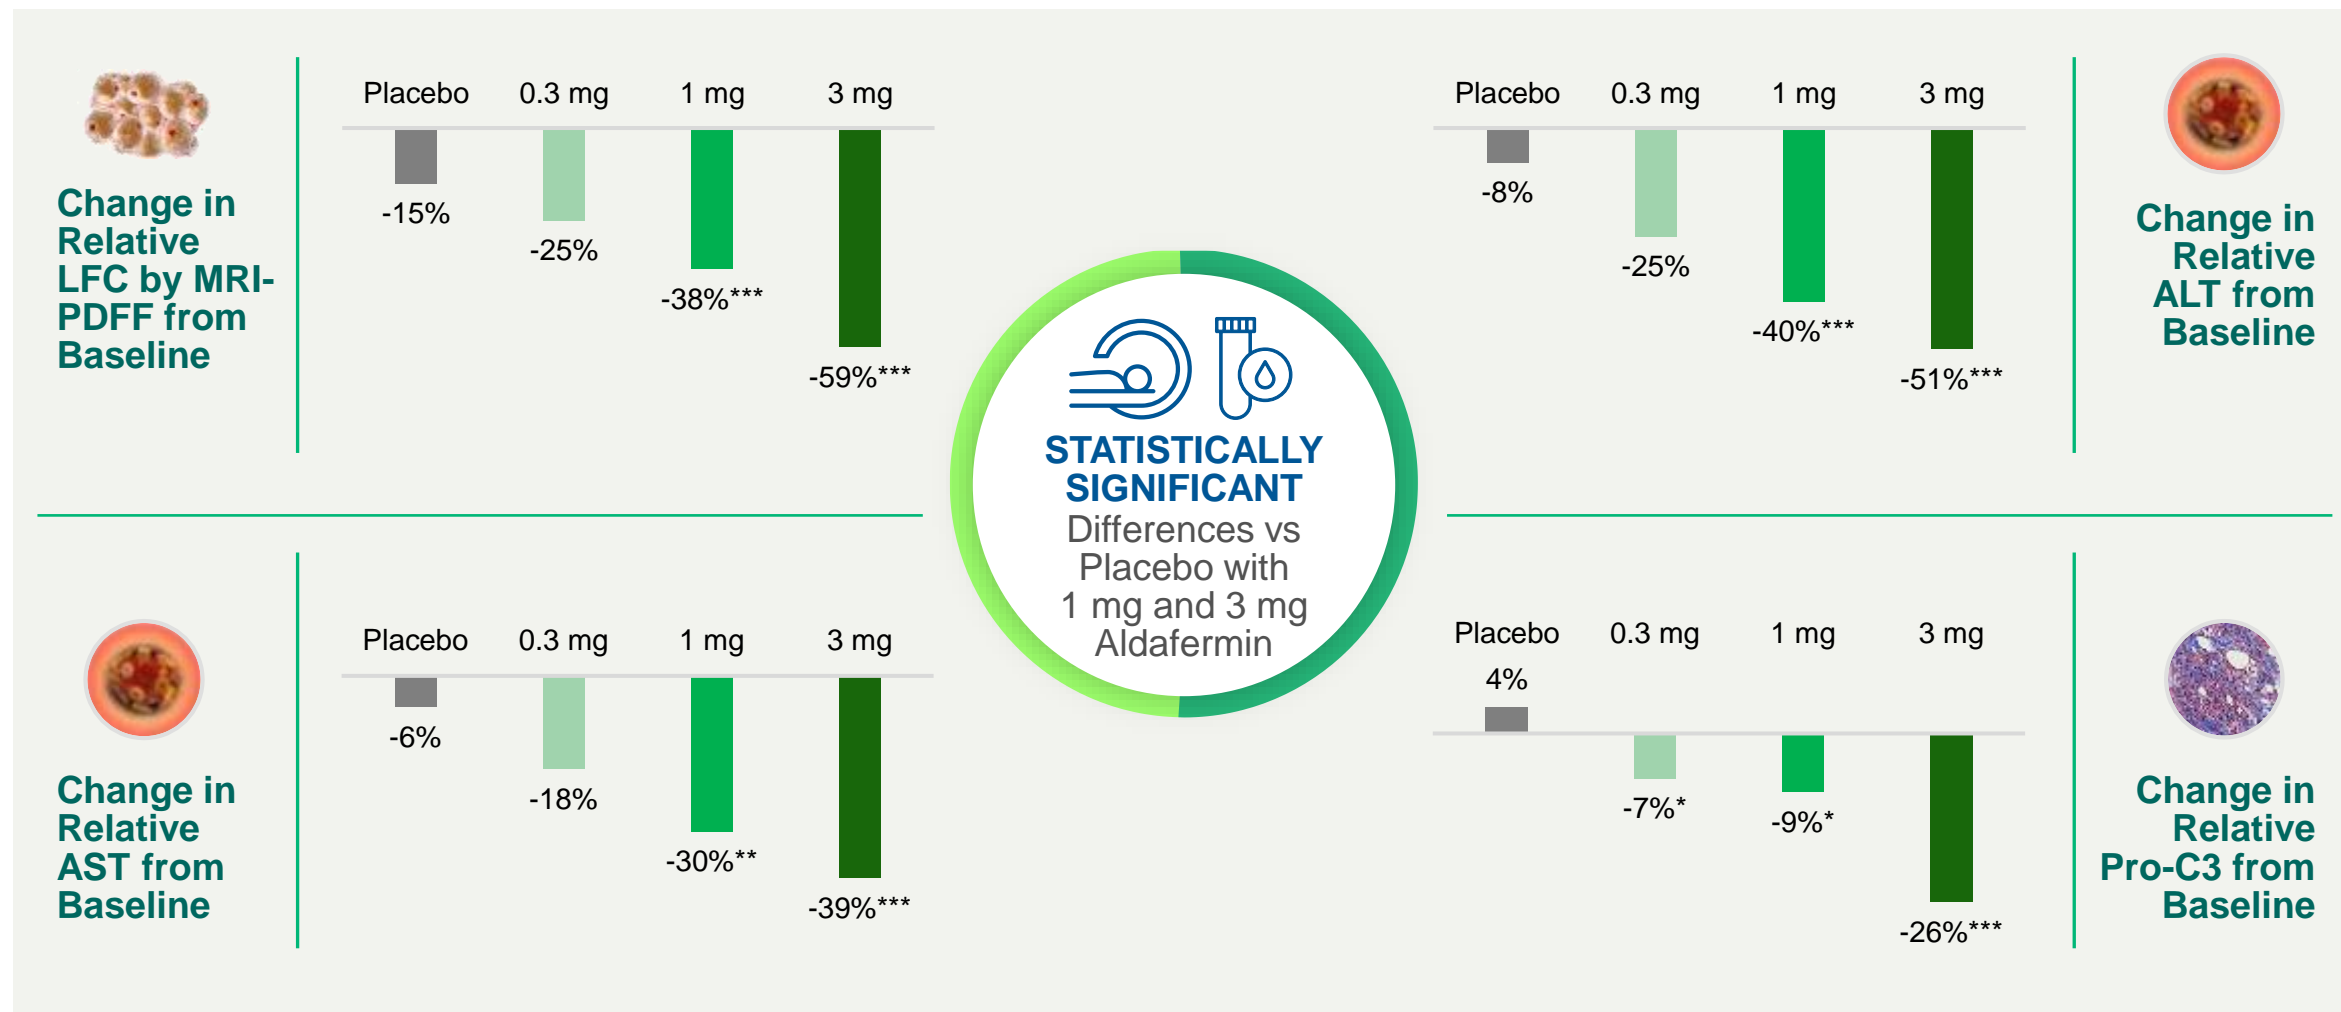 Change in
Relative
LFC by MRI-
PDFF from
Baseline
Placebo 0.3 mg 1 mg 3 mg
-15%
-25%
-38%***
-59%***
Placebo 0.3 mg 1 mg 3 mg
-8%
-25%
-40%***
-51%***
Change in
Relative
ALT from
Baseline
STATISTICALLY
SIGNIFICANT
Differences vs
Placebo with
1 mg and 3 mg
Aldafermin
Change in
Relative
AST from
Baseline
Placebo 0.3 mg 1 mg 3 mg
-6%
-18%
-30%**
-39%***
Placebo 0.3 mg 1 mg 3 mg
4%
-7%*
-9%*
-26%***
Change in
Relative
Pro-C3 from
Baseline